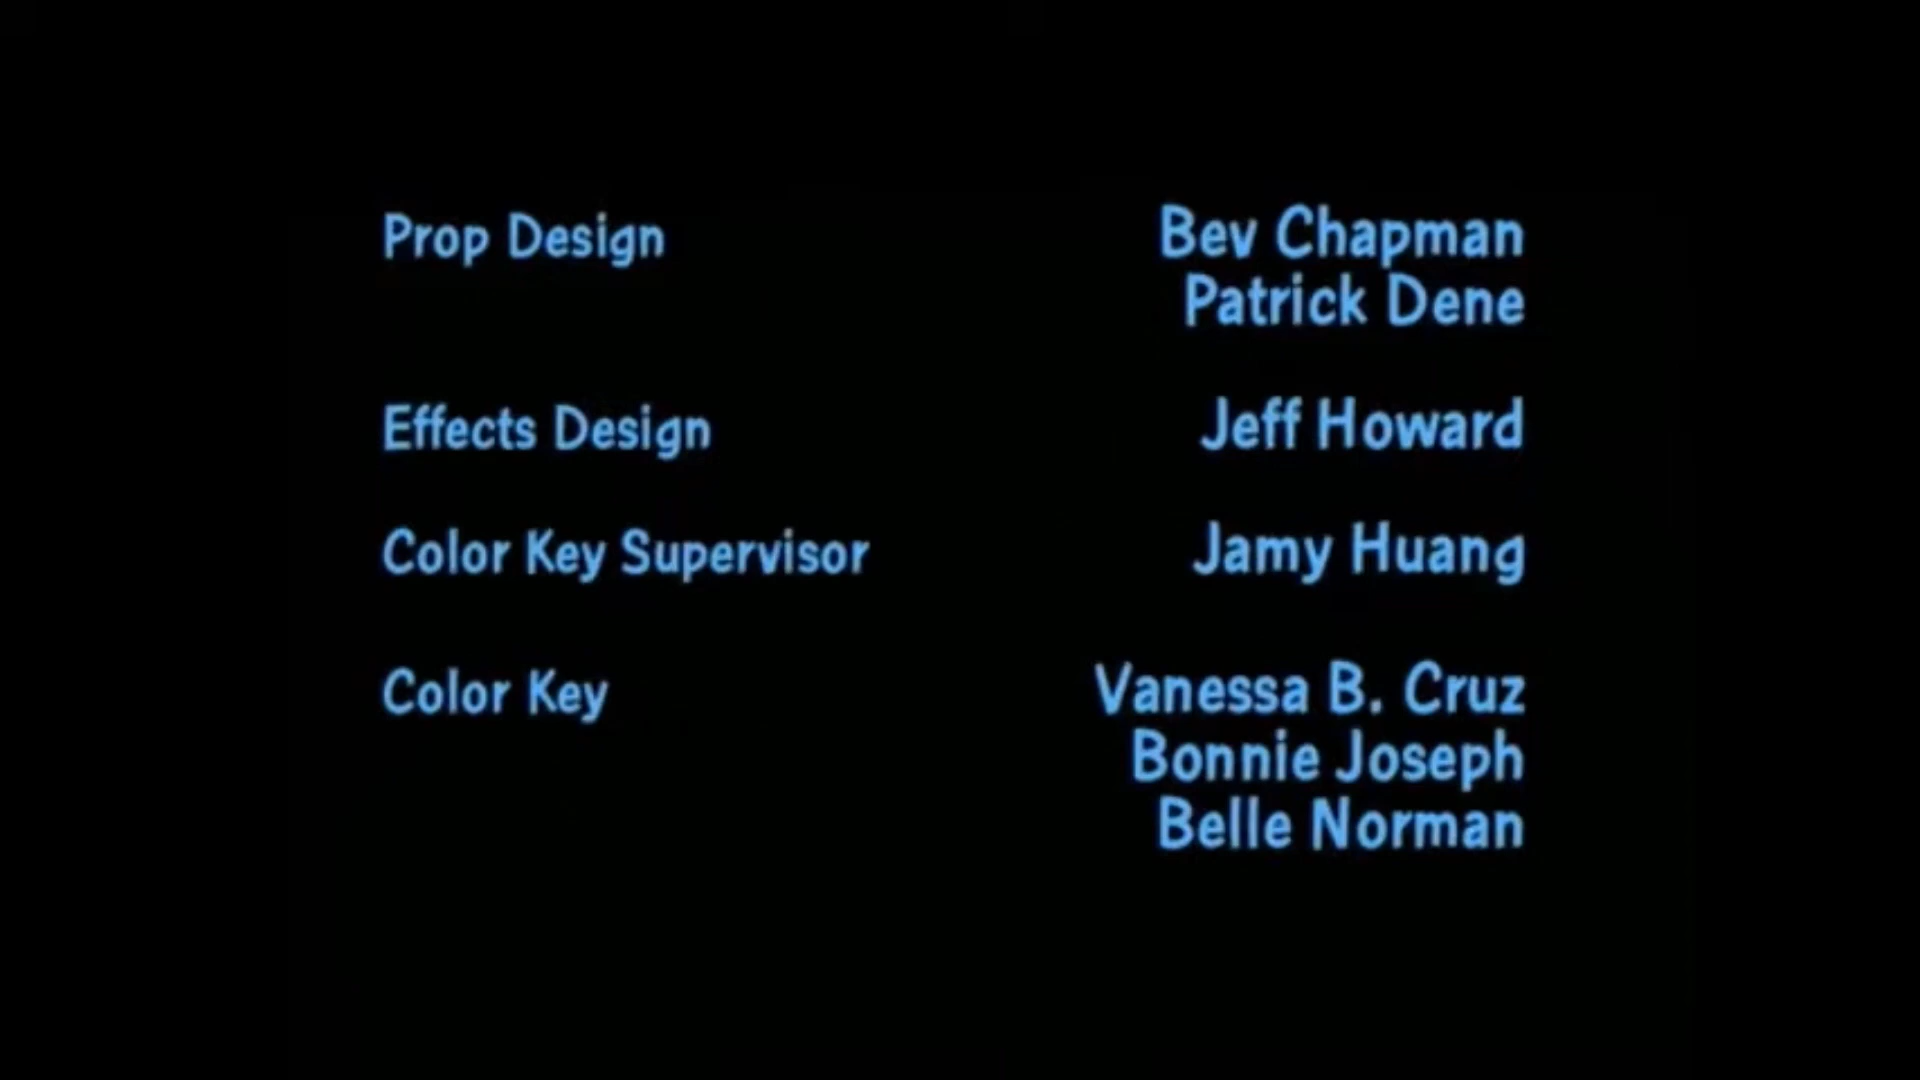 Prop Design Bev Chapman
Patrick Dene
Effects Design Jeff Howard
Color Key Supervisor Jamy Huang
Color Key Vanessa B. Cruz
Bonnie Joseph
Belle Norman